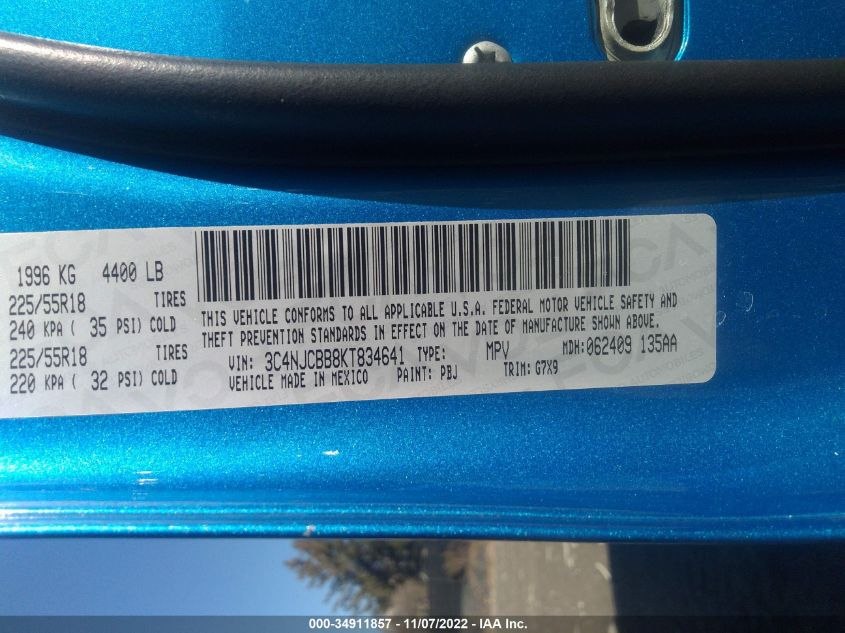 1996 KG 4400 LB
225/55R18 TIRES
240 KPA ( 35 PSI) COLD
225/55R18 TIRES
220 KPA ( 32 PSI) COLD
THIS VEHICLE CONFORMS TO ALL APPLICABLE U.S.A. FEDERAL MOTOR VEHICLE SAFETY AND
THEFT PREVENTION STANDARDS IN EFFECT ON THE DATE OF MANUFACTURE SHOWN ABOVE.
VIN: 3C4NJCBB8KT834641 TYPE: MPV MDH: 062409 135AA
VEHICLE MADE IN MEXICO PAINT: PBJ TRIM: G7X9
000-34911857 - 11/07/2022 - IAA Inc.